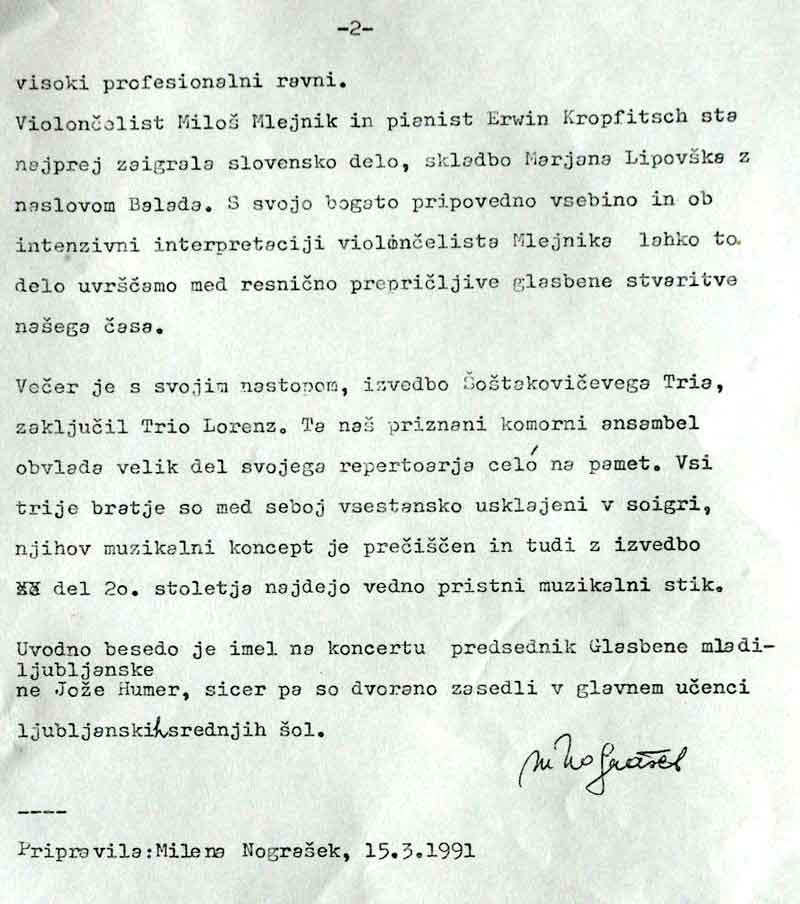 -2-
visoki profesionalni ravni.
Violončelist Miloš Mlejnik in pianist Erwin Kropfitsch sta
najprej zaigrala slovensko delo, skladbo Marjana Lipovška z
naslovom Balada. S svojo bogato pripovedno vsebino in ob
intenzivni interpretaciji violončelista Mlejnika lahko to
delo uvrščamo med resnično prepričljive glasbene stvaritve
našega časa.
Večer je s svojim nastopom, izvedbo Šoštakovičevega Tria,
zaključil Trio Lorenz. Ta naš priznani komorni ansambel
obvlada velik del svojega repertoarja celó na pamet. Vsi
trije bratje so med seboj vsestansko usklajeni v soigri,
njihov muzikalni koncept je prečiščen in tudi z izvedbo
del 2o. stoletja najdejo vedno pristni muzikalni stik.
Uvodno besedo je imel na koncertu predsednik Glasbene mladi-
ljubljanske
ne Jože Humer, sicer pa so dvorano zasedli v glavnem učenci
ljubljanskih srednjih šol.
----
Pripravila:Milena Nograšek, 15.3.1991